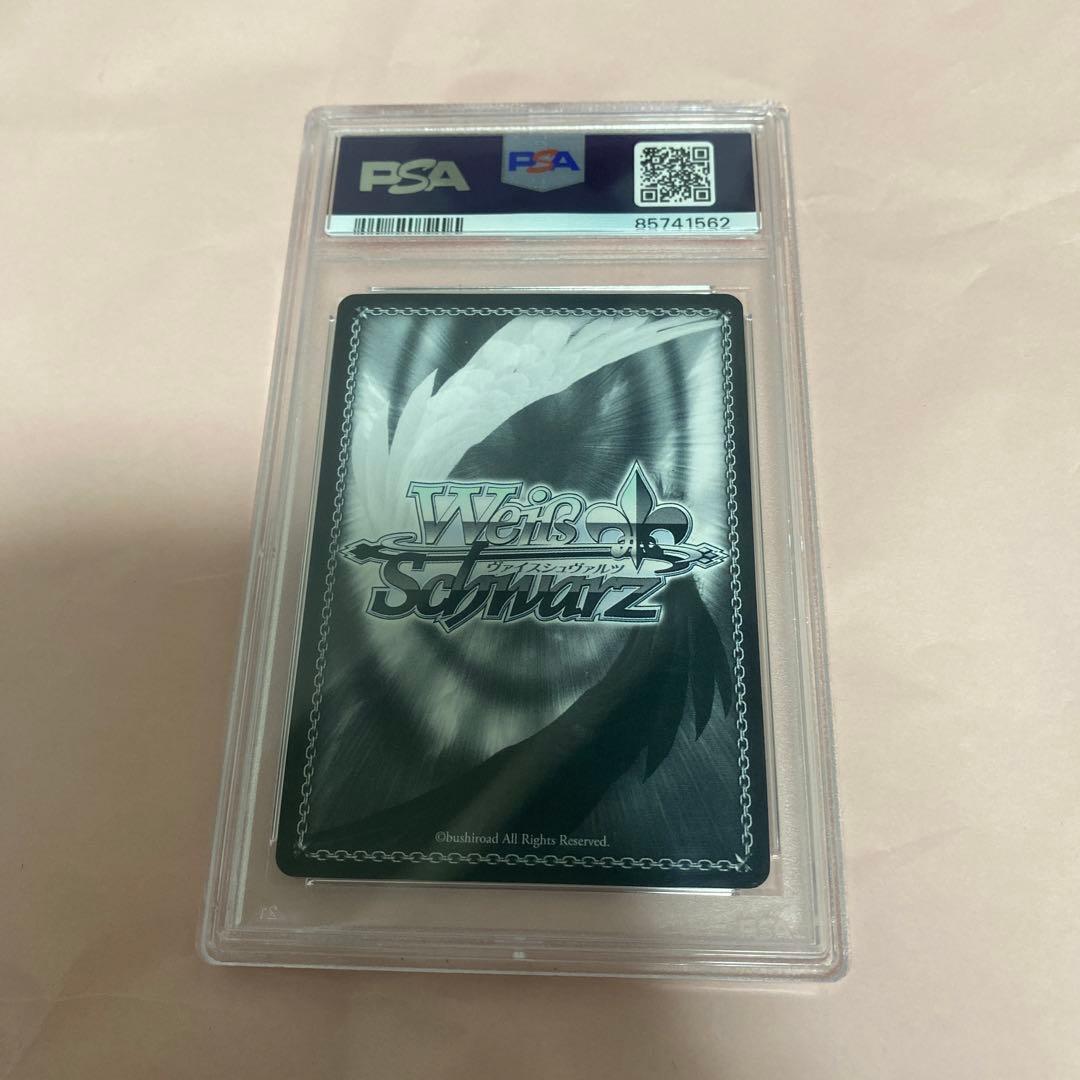 PSA
PSA
85741562
Weiß
ヴァイスシュヴァルツ
Schwarz
©bushiroad All Rights Reserved.